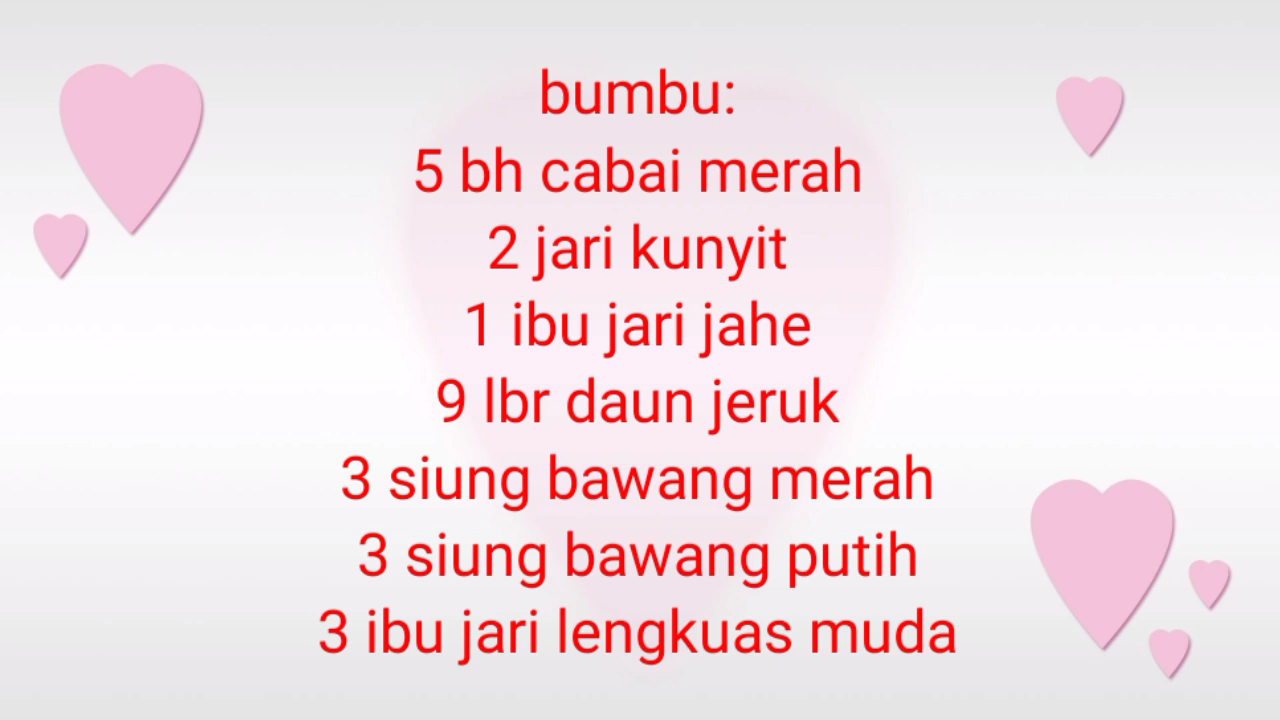 bumbu:
5 bh cabai merah
2 jari kunyit
1 ibu jari jahe
9 lbr daun jeruk
3 siung bawang merah
3 siung bawang putih
3 ibu jari lengkuas muda